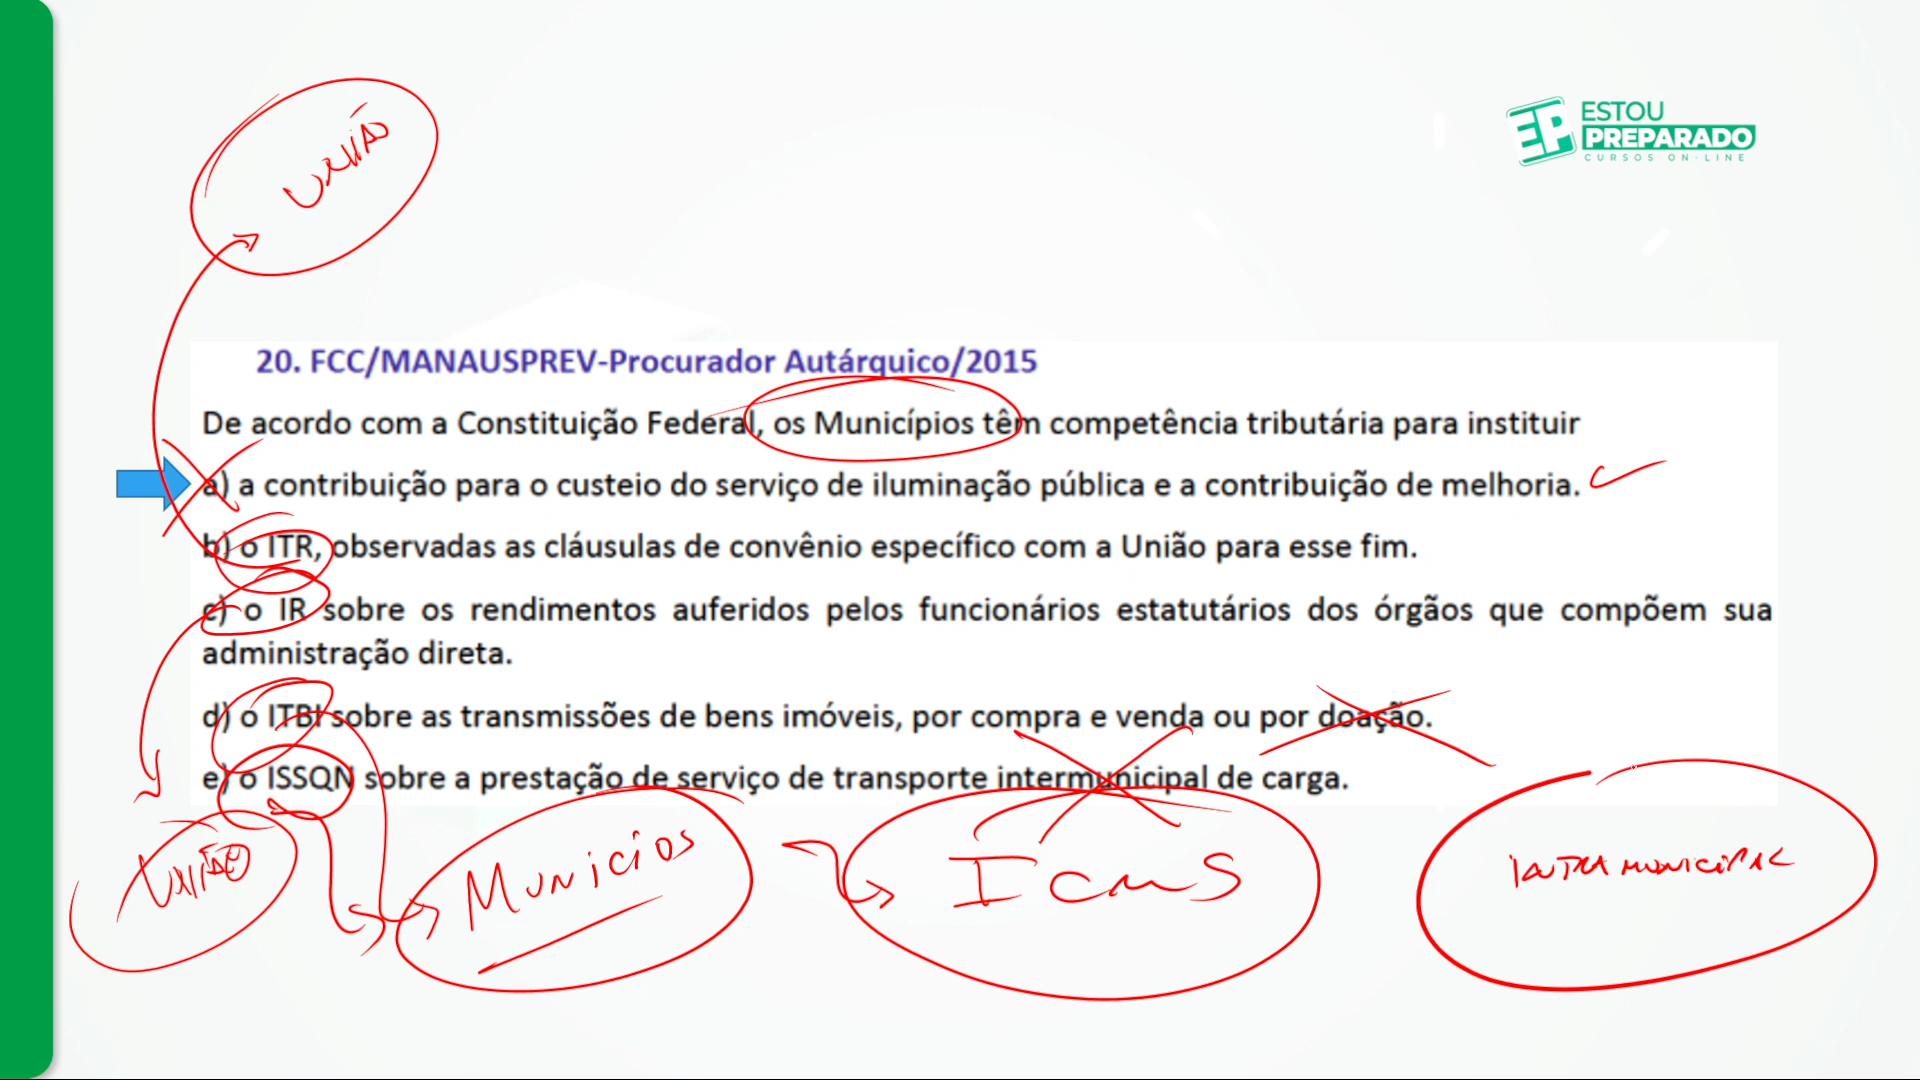 UNIÃO
ESTOU
EP PREPARADO
CURSOS ON-LINE
20. FCC/MANAUSPREV-Procurador Autárquico/2015
De acordo com a Constituição Federal, os Municípios têm competência tributária para instituir
a) a contribuição para o custeio do serviço de iluminação pública e a contribuição de melhoria.
b) o ITR, observadas as cláusulas de convênio específico com a União para esse fim.
c) o IR sobre os rendimentos auferidos pelos funcionários estatutários dos órgãos que compõem sua
administração direta.
d) o ITBI sobre as transmissões de bens imóveis, por compra e venda ou por doação.
e) o ISSQN sobre a prestação de serviço de transporte intermunicipal de carga.
UNIÃO
MUNICÍOS
ICMS
INTRAMUNICIPAL